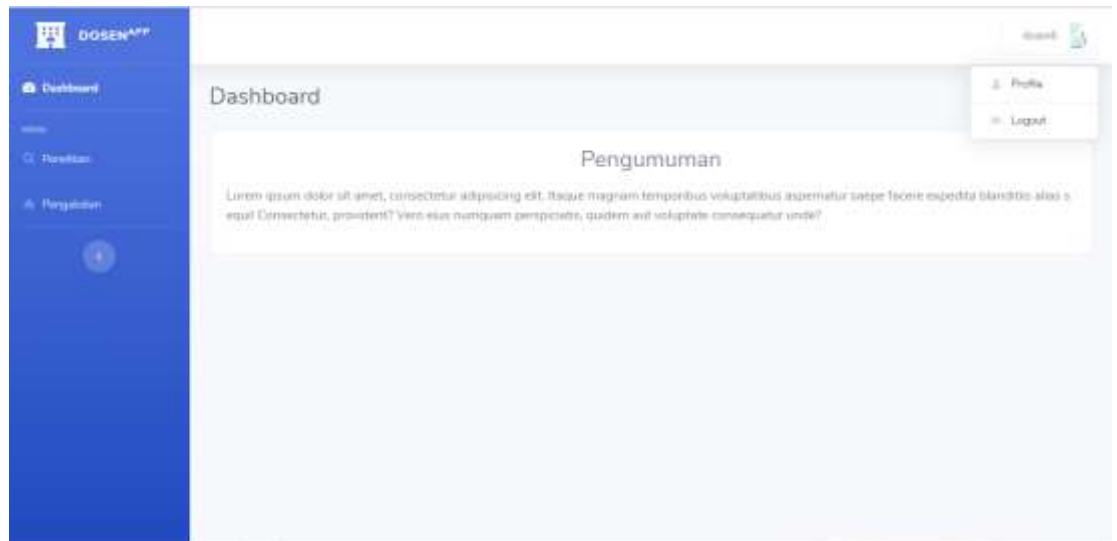 DOSENAPP
Dashboard
Penelitian
Pengabdian
Profile
Logout
Dashboard
Pengumuman
Lorem ipsum dolor sit amet, consectetur adipisicing elit. Itaque magnam temporibus voluptatibus aspernatur saepe facere expedita blanditiis alias s
equi! Consectetur, provident? Vero eius numquam perspiciatis, quidem aut voluptate consequatur unde?